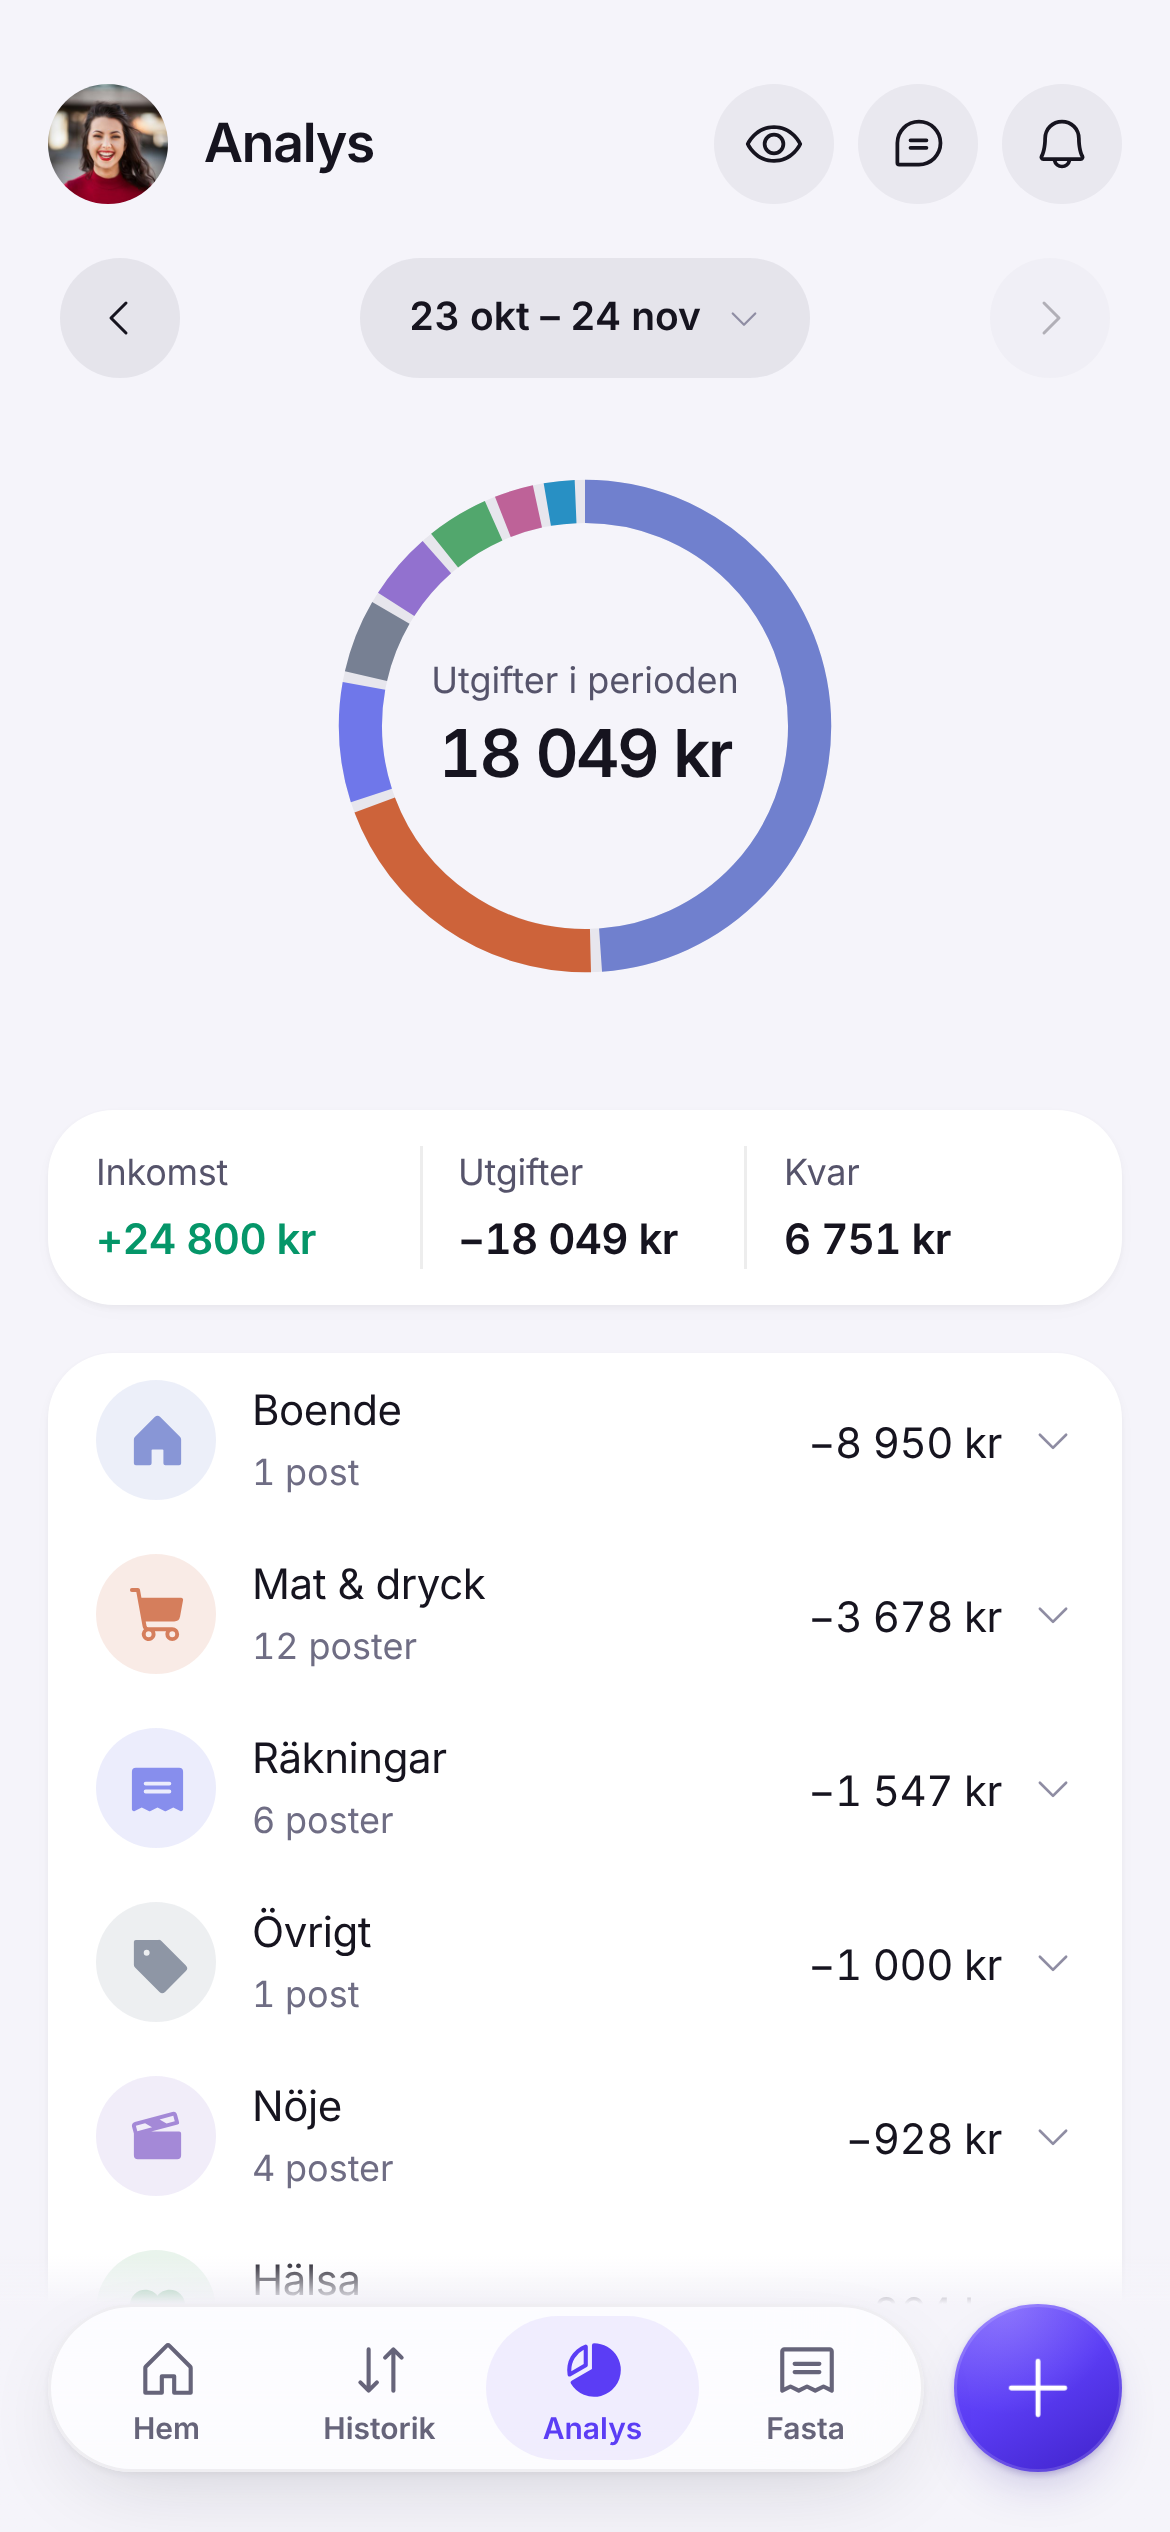 Analys
23 okt – 24 nov
Utgifter i perioden
18 049 kr
Inkomst
+24 800 kr
Utgifter
−18 049 kr
Kvar
6 751 kr
Boende
1 post
−8 950 kr
Mat & dryck
12 poster
−3 678 kr
Räkningar
6 poster
−1 547 kr
Övrigt
1 post
−1 000 kr
Nöje
4 poster
−928 kr
Hälsa
Hem
Historik
Analys
Fasta